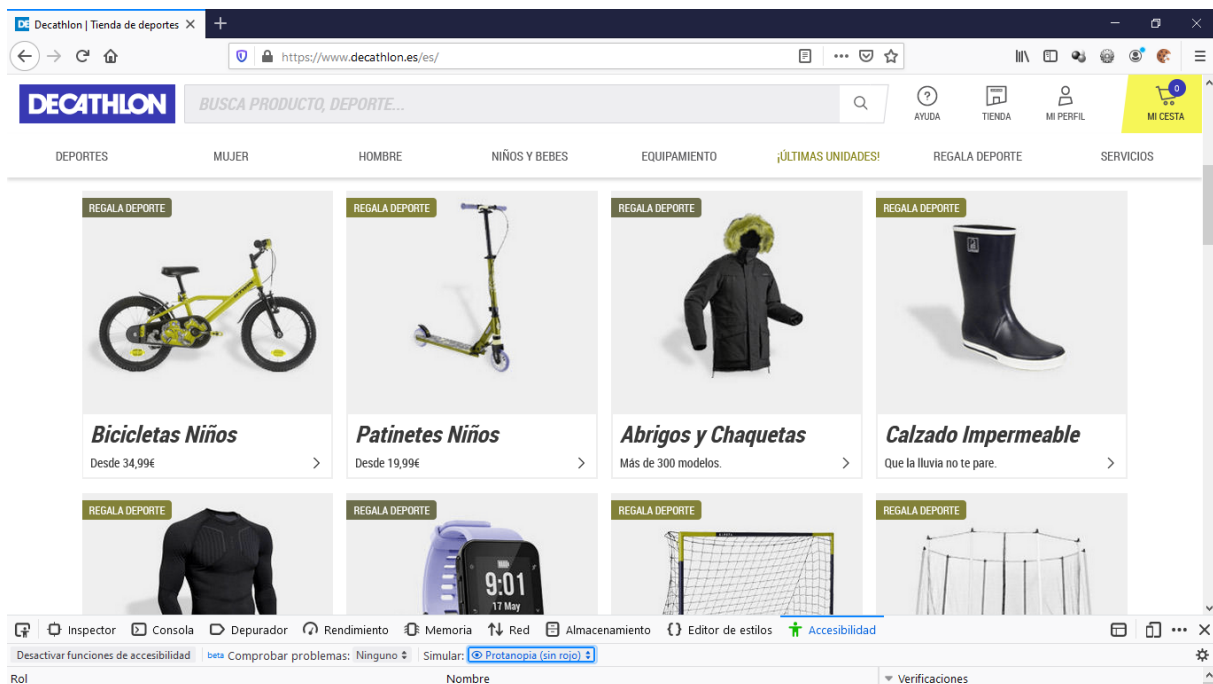 Decathlon | Tienda de deportes
https://www.decathlon.es/es/
DECATHLON
BUSCA PRODUCTO, DEPORTE...
AYUDA
TIENDA
MI PERFIL
0
MI CESTA
DEPORTES
MUJER
HOMBRE
NIÑOS Y BEBES
EQUIPAMIENTO
¡ÚLTIMAS UNIDADES!
REGALA DEPORTE
SERVICIOS
REGALA DEPORTE
REGALA DEPORTE
REGALA DEPORTE
REGALA DEPORTE
Bicicletas Niños
Desde 34,99€
Patinetes Niños
Desde 19,99€
Abrigos y Chaquetas
Más de 300 modelos.
Calzado Impermeable
Que la lluvia no te pare.
REGALA DEPORTE
REGALA DEPORTE
9:01
17 May
REGALA DEPORTE
REGALA DEPORTE
Inspector
Consola
Depurador
Rendimiento
Memoria
Red
Almacenamiento
Editor de estilos
Accesibilidad
Desactivar funciones de accesibilidad
beta Comprobar problemas: Ninguno
Simular: Protanopia (sin rojo)
Rol
Nombre
Verificaciones